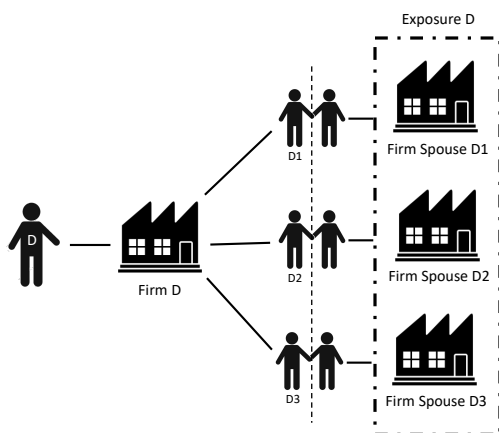 Exposure D
D1
Firm Spouse D1
D
Firm D
D2
Firm Spouse D2
D3
Firm Spouse D3